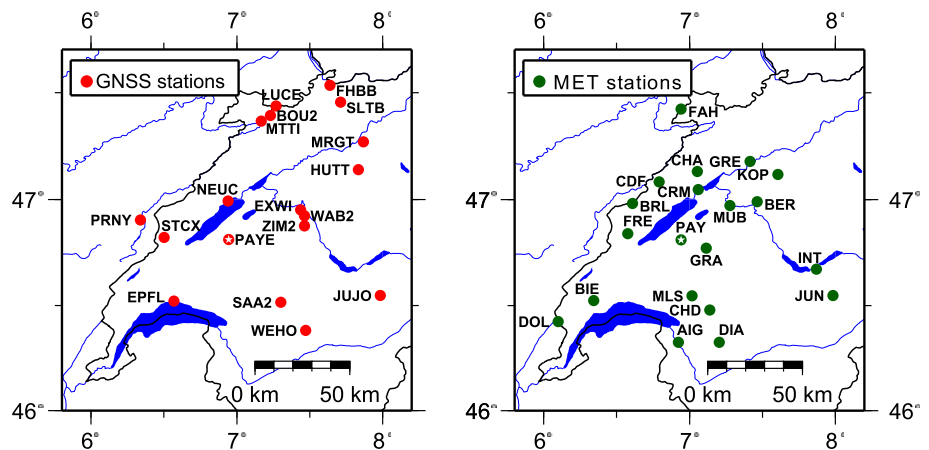 6° 7° 8°
GNSS stations
LUCE
FHBB
SLTB
BOU2
MTTI
MRGT
HUTT
NEUC
EXWI
WAB2
PRNY
STCX
ZIM2
PAYE
EPFL
SAA2
JUJO
WEHO
0 km 50 km
47°
46°
6° 7° 8°
6° 7° 8°
MET stations
FAH
CHA
GRE
KOP
CDF
CRM
BRL
BER
MUB
FRE
PAY
GRA
INT
BIE
MLS
JUN
CHD
DOL
AIG
DIA
0 km 50 km
47°
46°
6° 7° 8°